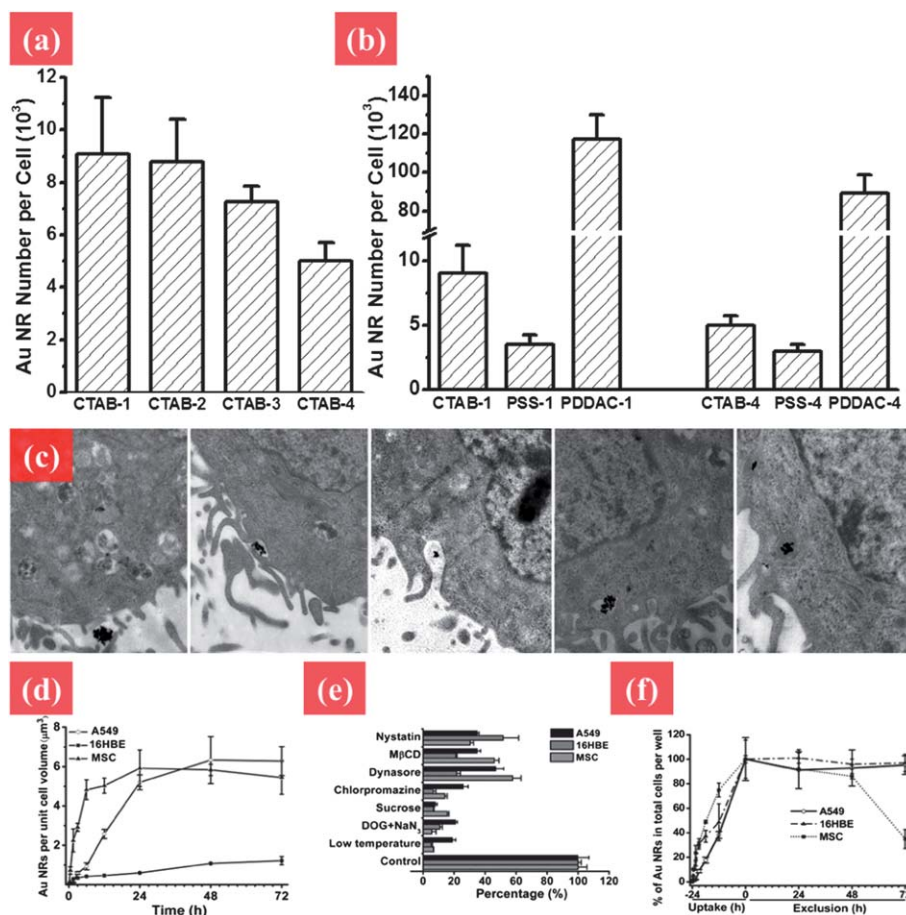 (a)
(b)
Au NR Number per Cell (10³)
12
10
8
6
4
2
0
CTAB-1 CTAB-2 CTAB-3 CTAB-4
Au NR Number per Cell (10³)
140
120
100
80
10
5
0
CTAB-1 PSS-1 PDDAC-1 CTAB-4 PSS-4 PDDAC-4
(c)
(d)
(e)
(f)
Au NRs per unit cell volume (μm³)
8
6
4
2
0
A549
16HBE
MSC
0 24 48 72
Time (h)
Nystatin
MβCD
Dynasore
Chlorpromazine
Sucrose
DOG+NaN₃
Low temperature
Control
A549
16HBE
MSC
0 20 40 60 80 100 120
Percentage (%)
% of Au NRs in total cells per well
120
100
80
60
40
20
0
A549
16HBE
MSC
-24 0 24 48 72
Uptake (h) Exclusion (h)